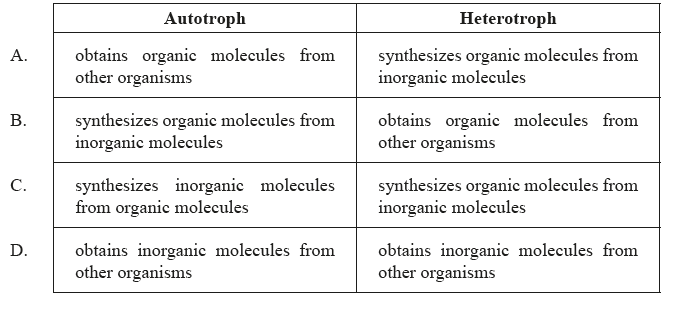 Autotroph Heterotroph
A. obtains organic molecules from synthesizes organic molecules from
other organisms inorganic molecules
B. synthesizes organic molecules from obtains organic molecules from
inorganic molecules other organisms
C. synthesizes inorganic molecules synthesizes organic molecules from
from organic molecules inorganic molecules
D. obtains inorganic molecules from obtains inorganic molecules from
other organisms other organisms